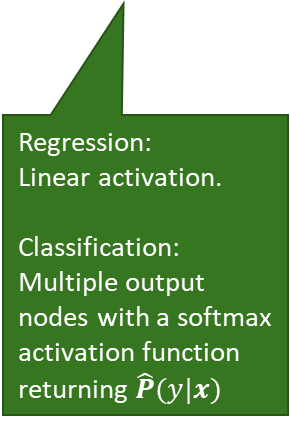 Regression:
Linear activation.
Classification:
Multiple output
nodes with a softmax
activation function
returning P̂(y|x)